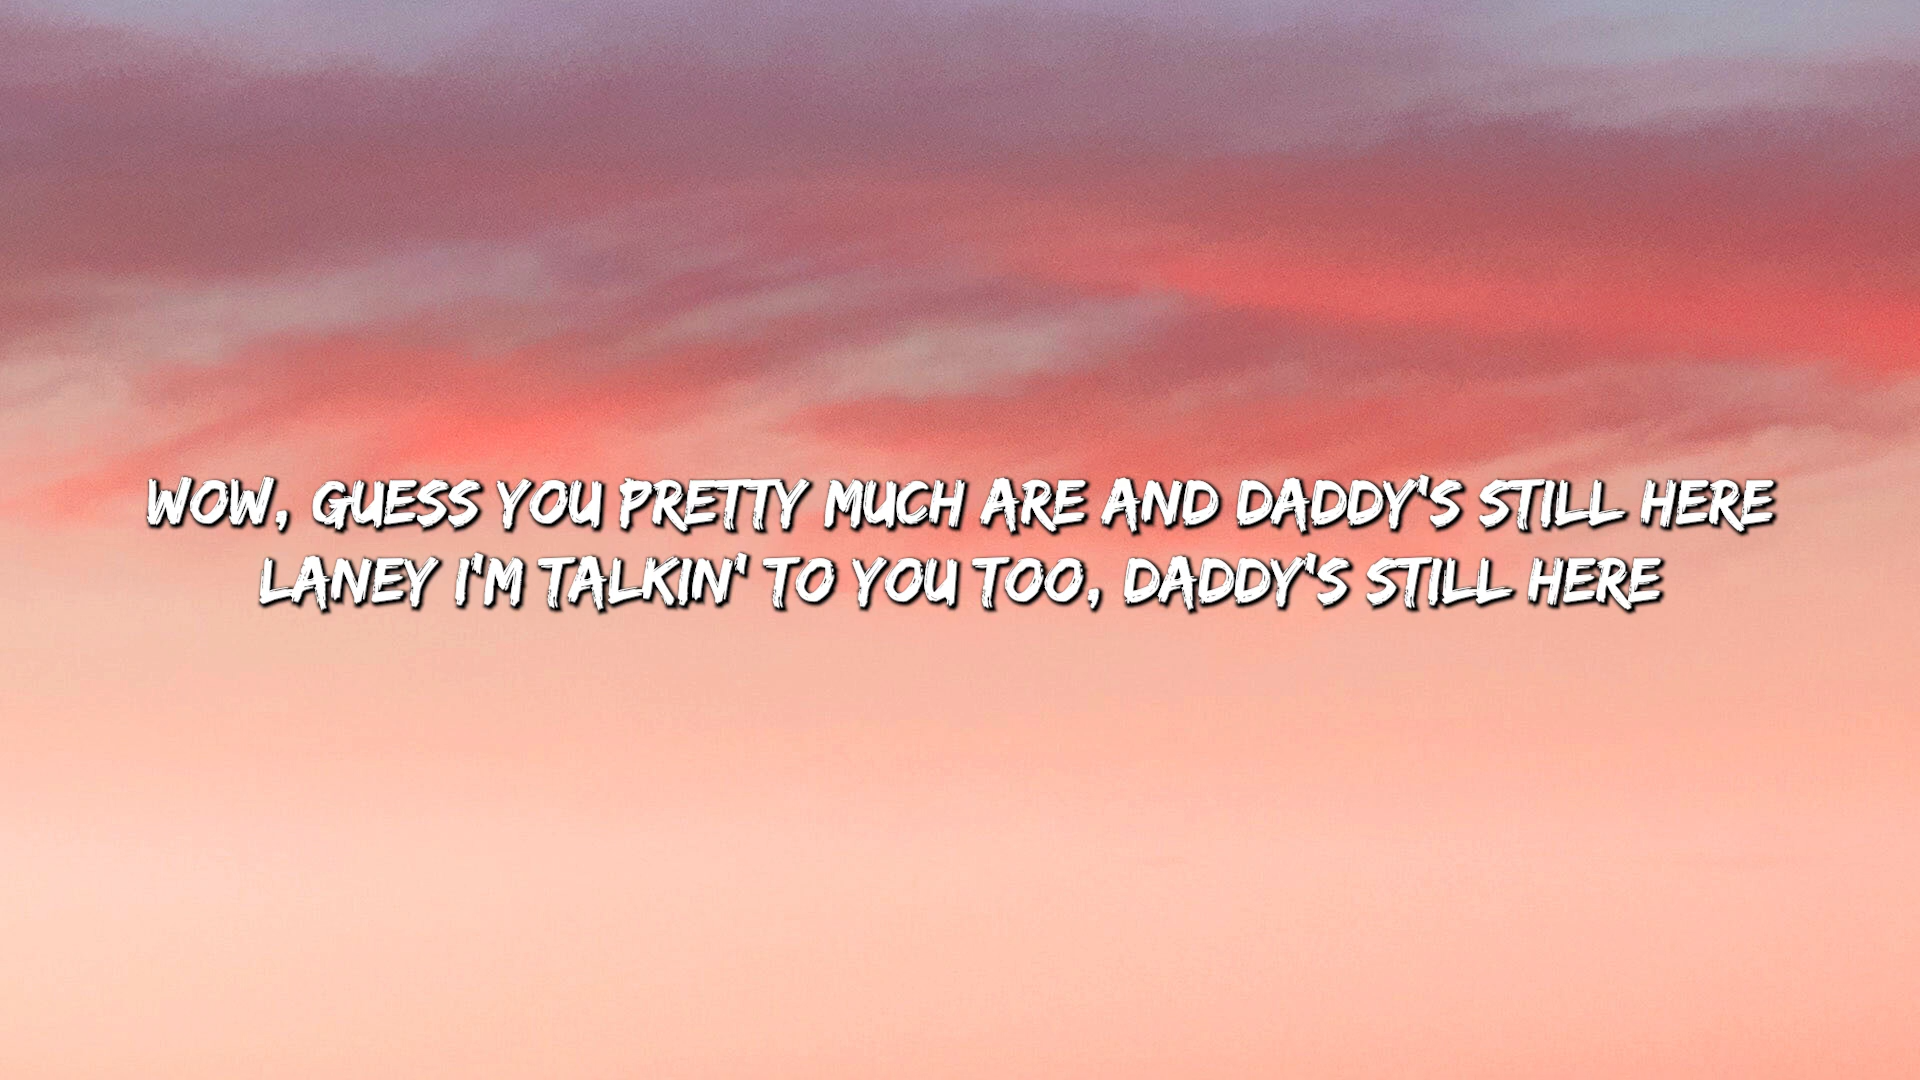 WOW, GUESS YOU PRETTY MUCH ARE AND DADDY'S STILL HERE
LANEY I'M TALKIN' TO YOU TOO, DADDY'S STILL HERE